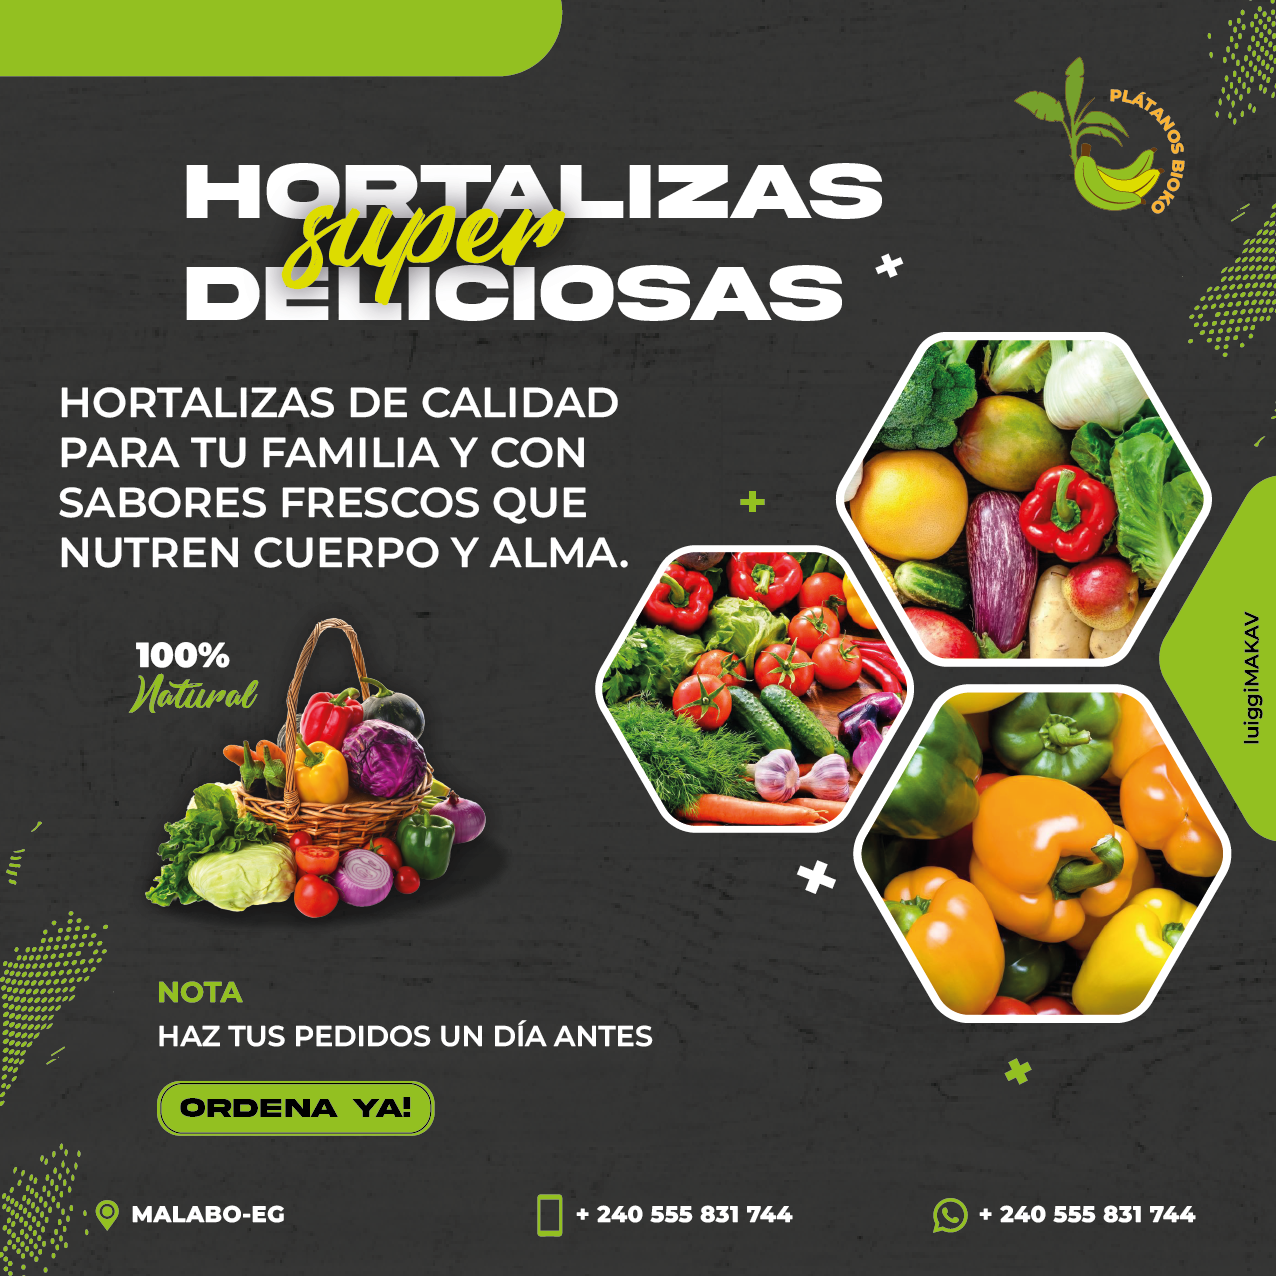 PLÁTANOS BIOKO
HORTALIZAS
super
DELICIOSAS
HORTALIZAS DE CALIDAD
PARA TU FAMILIA Y CON
SABORES FRESCOS QUE
NUTREN CUERPO Y ALMA.
100%
Natural
luiggiMAKAV
NOTA
HAZ TUS PEDIDOS UN DÍA ANTES
ORDENA YA!
MALABO-EG
+ 240 555 831 744
+ 240 555 831 744